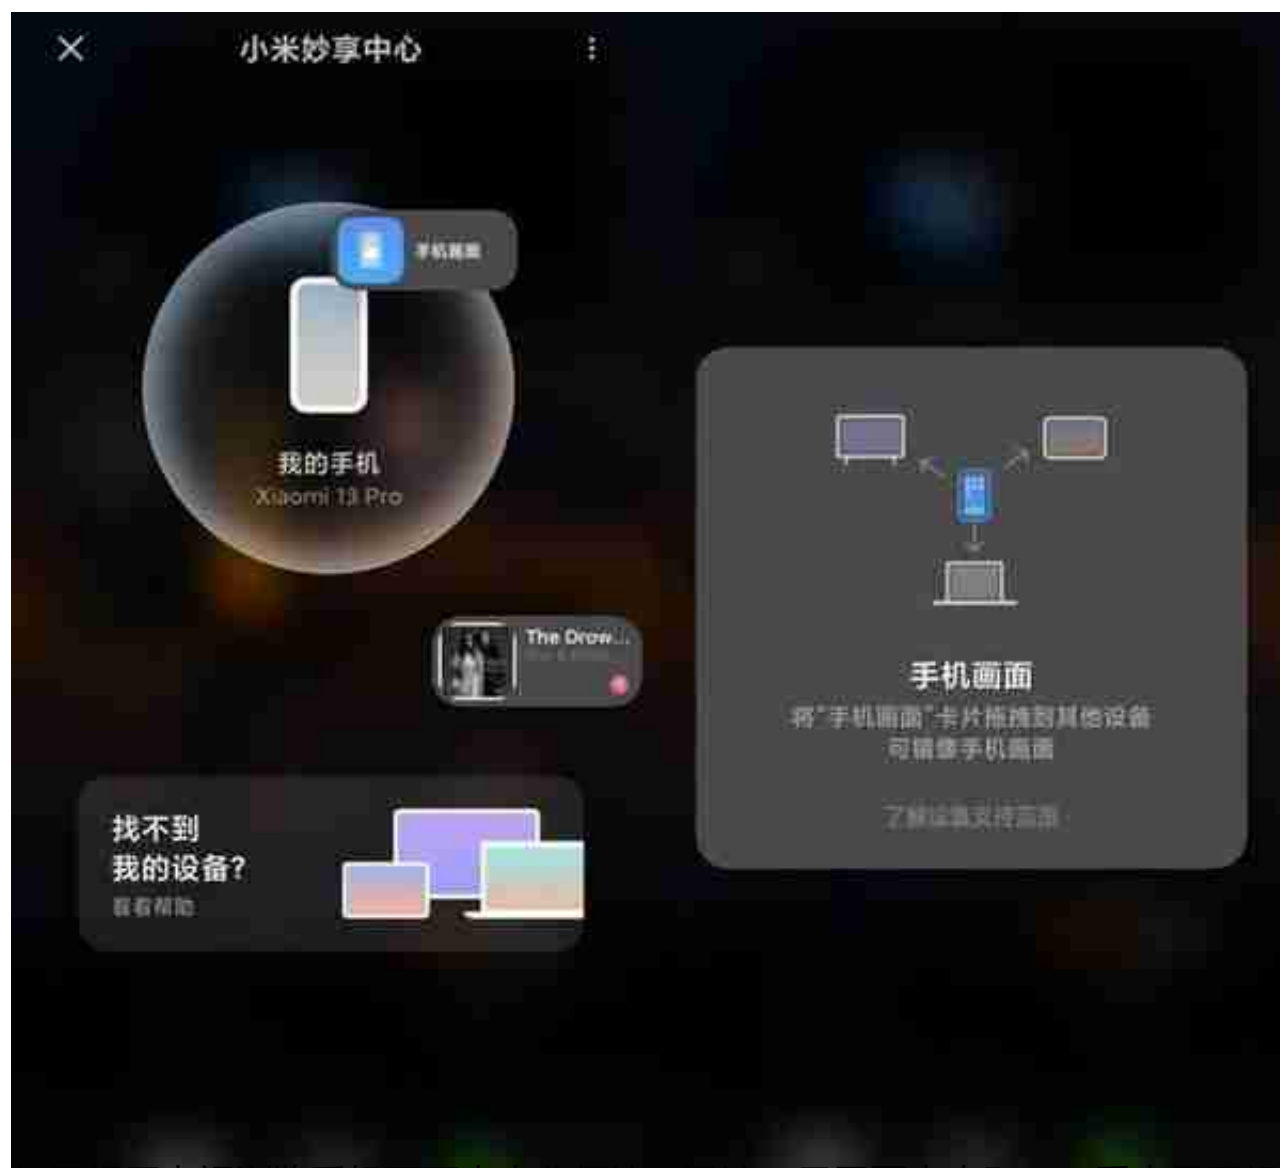 小米妙享中心
手机画面
我的手机
Xiaomi 13 Pro
The Drow...
找不到
我的设备?
看看帮助
手机画面
将“手机画面”卡片拖拽到其他设备
可镜像手机画面